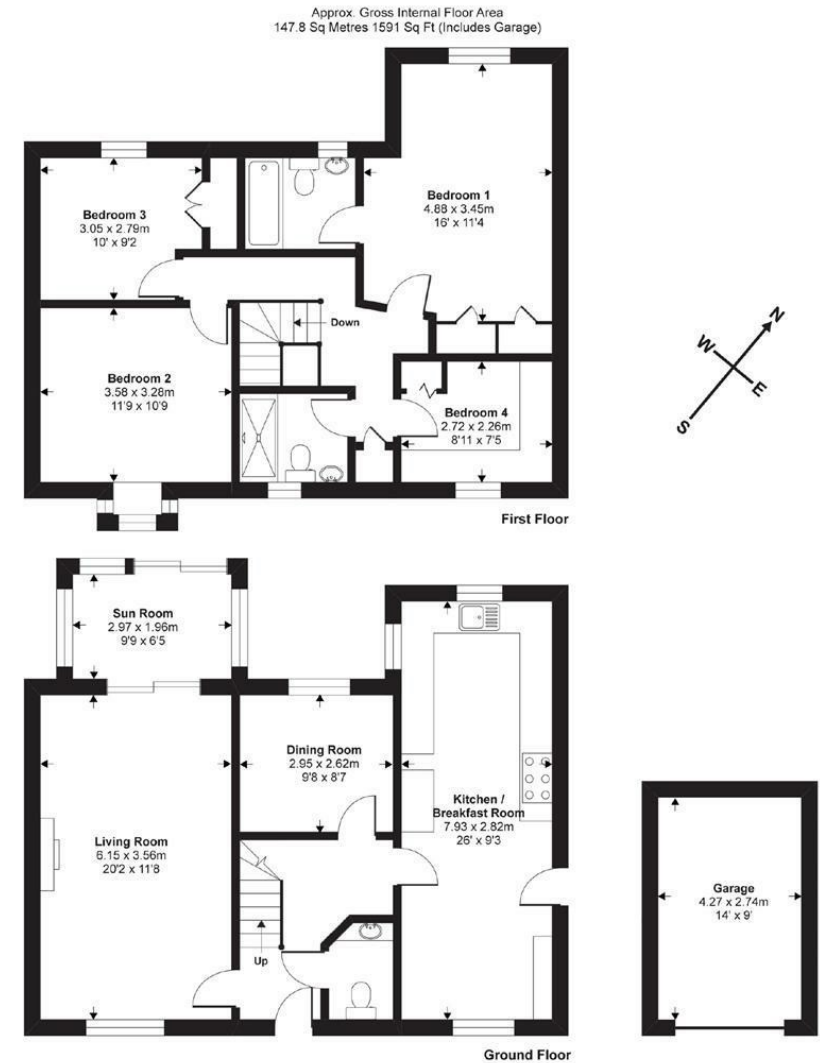 Approx. Gross Internal Floor Area
147.8 Sq Metres 1591 Sq Ft (Includes Garage)
Bedroom 1
4.88 x 3.45m
16' x 11'4
Bedroom 3
3.05 x 2.79m
10' x 9'2
Down
Bedroom 2
3.58 x 3.28m
11'9 x 10'9
Bedroom 4
2.72 x 2.26m
8'11 x 7'5
N
W
E
S
First Floor
Sun Room
2.97 x 1.96m
9'9 x 6'5
Dining Room
2.95 x 2.62m
9'8 x 8'7
Kitchen /
Breakfast Room
7.93 x 2.82m
26' x 9'3
Living Room
6.15 x 3.56m
20'2 x 11'8
Garage
4.27 x 2.74m
14' x 9'
Up
Ground Floor